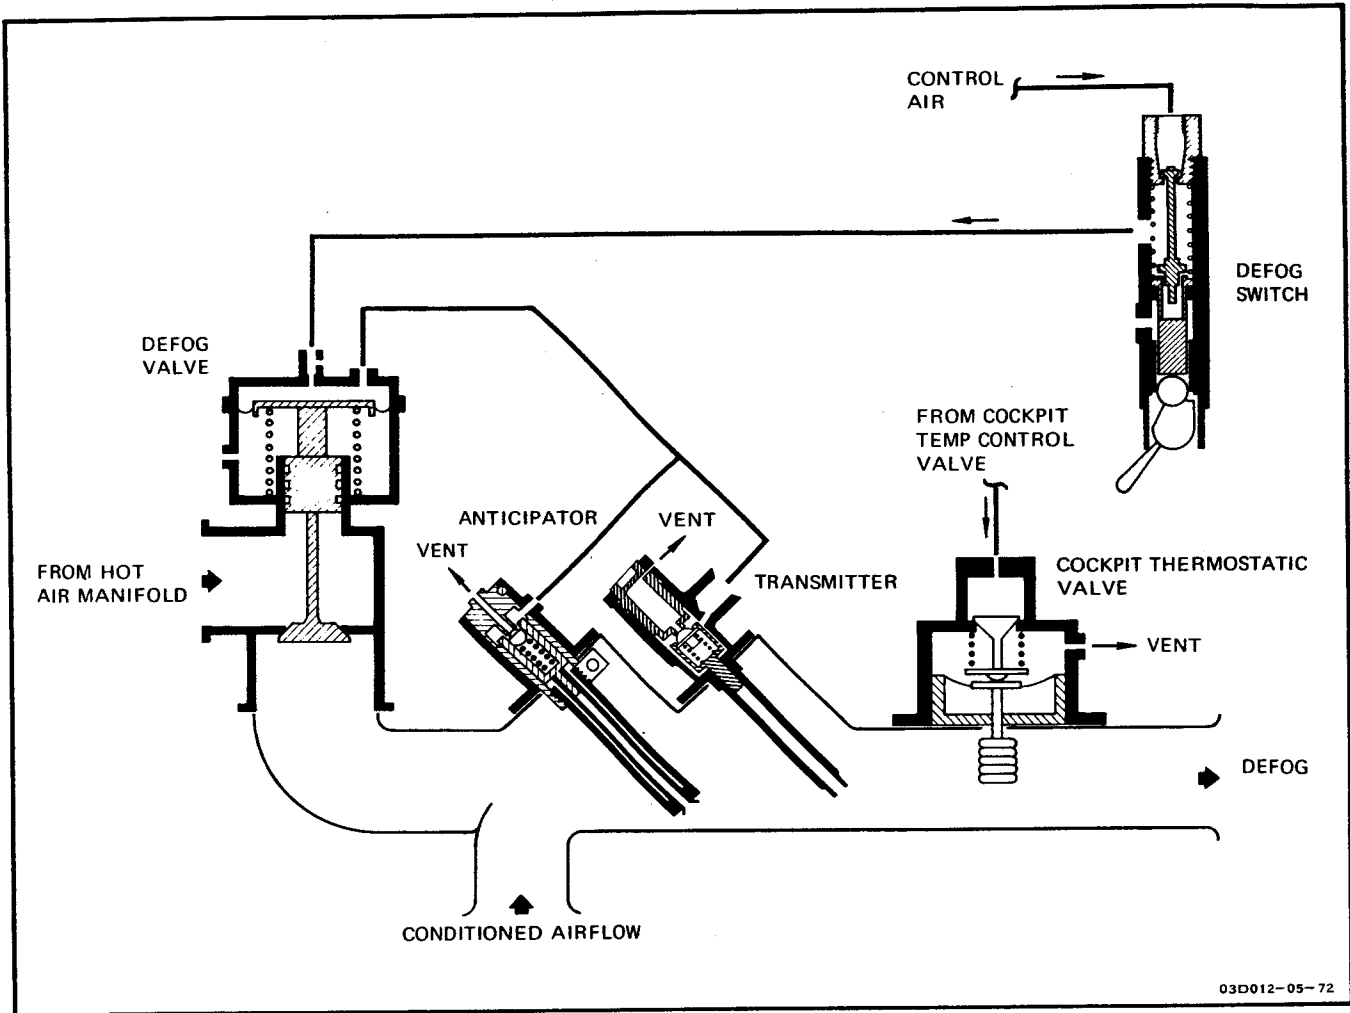 CONTROL
AIR
DEFOG
SWITCH
DEFOG
VALVE
FROM COCKPIT
TEMP CONTROL
VALVE
ANTICIPATOR
VENT
VENT
FROM HOT
AIR MANIFOLD
TRANSMITTER
COCKPIT THERMOSTATIC
VALVE
VENT
DEFOG
CONDITIONED AIRFLOW
03D012-05-72